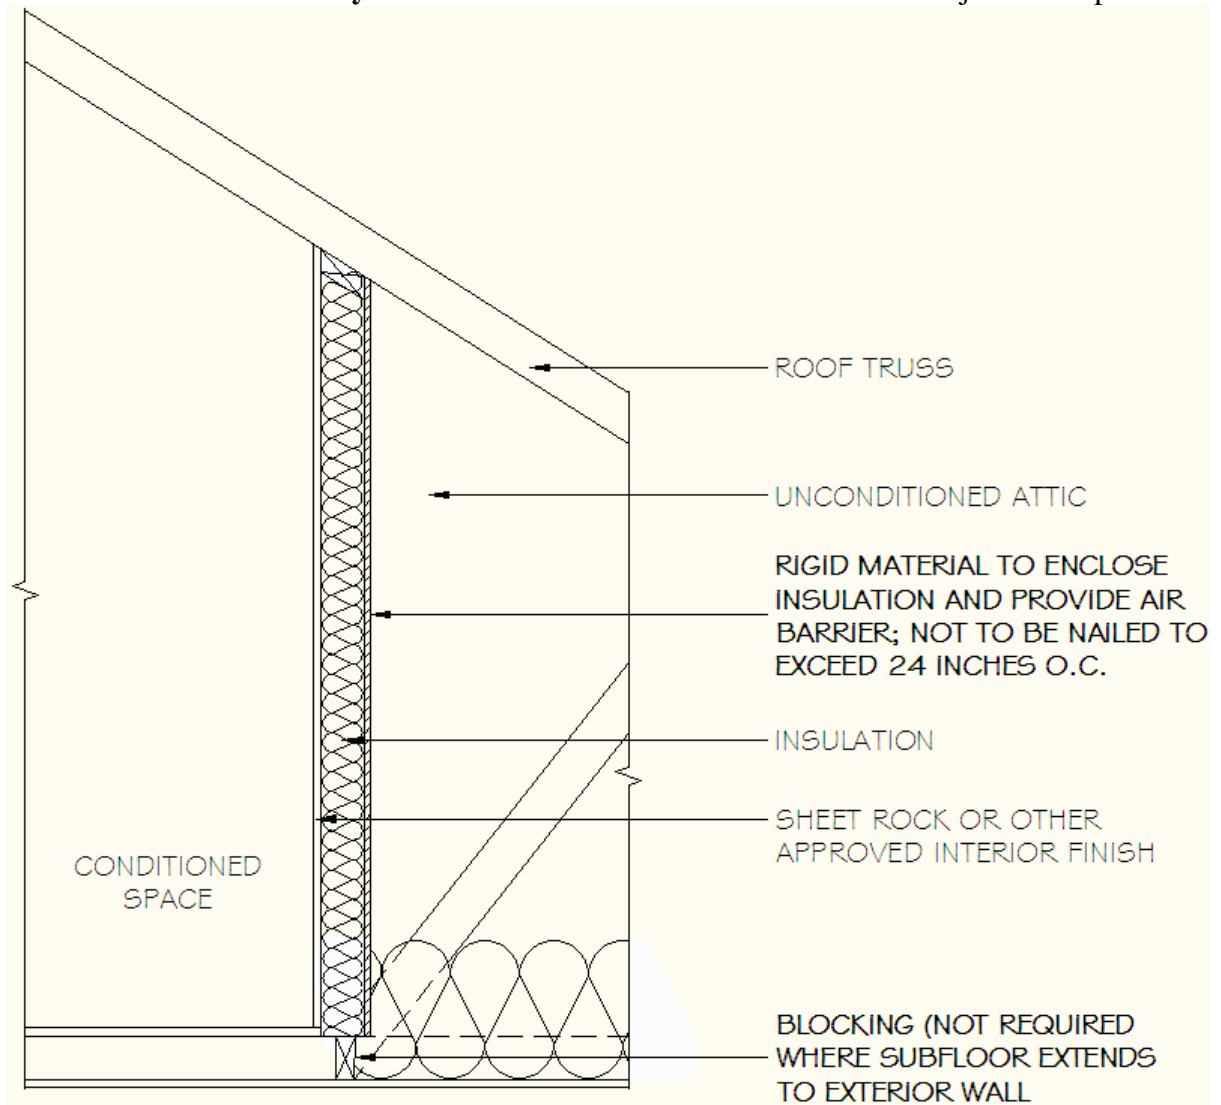 ROOF TRUSS
UNCONDITIONED ATTIC
RIGID MATERIAL TO ENCLOSE
INSULATION AND PROVIDE AIR
BARRIER; NOT TO BE NAILED TO
EXCEED 24 INCHES O.C.
INSULATION
SHEET ROCK OR OTHER
APPROVED INTERIOR FINISH
CONDITIONED
SPACE
BLOCKING (NOT REQUIRED
WHERE SUBFLOOR EXTENDS
TO EXTERIOR WALL